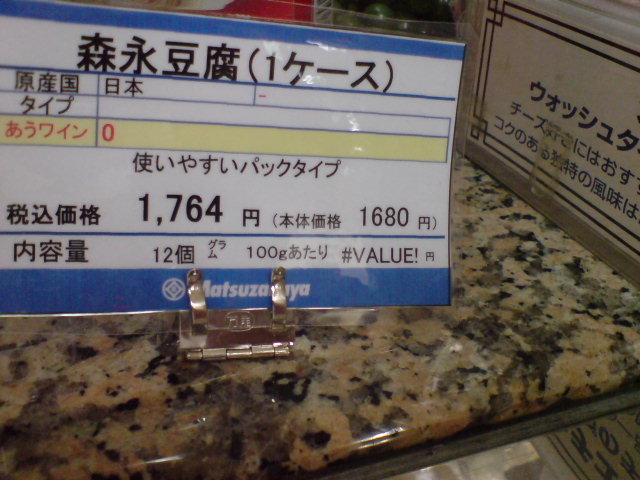 森永豆腐(1ケース)
原産国 日本 -
タイプ
あうワイン 0
使いやすいパックタイプ
税込価格 1,764 円 (本体価格 1680 円)
内容量 12個 グラム 100gあたり #VALUE! 円
Matsuzakaya
ウォッシュタ
チーズ好きにはおす
コクのある独特の風味は